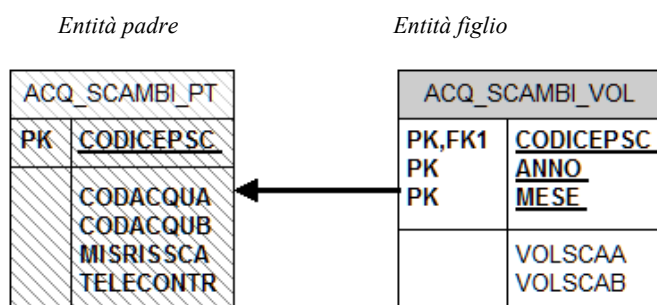 Entità padre
Entità figlio
ACQ_SCAMBI_PT
PK CODICEPSC
CODACQUA
CODACQUB
MISRISSCA
TELECONTR
ACQ_SCAMBI_VOL
PK,FK1 CODICEPSC
PK ANNO
PK MESE
VOLSCAA
VOLSCAB